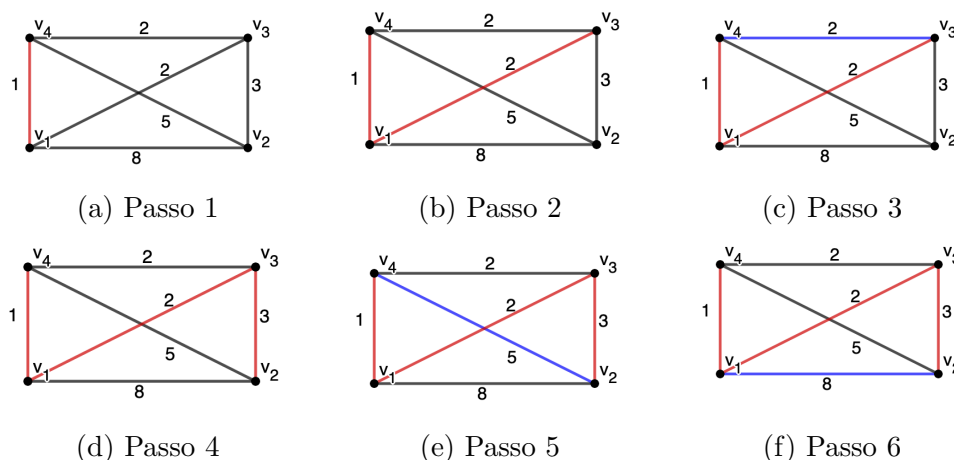 v4 2 v3
1 2 3
v1 5 v2
8
(a) Passo 1
v4 2 v3
1 2 3
v1 5 v2
8
(b) Passo 2
v4 2 v3
1 2 3
v1 5 v2
8
(c) Passo 3
v4 2 v3
1 2 3
v1 5 v2
8
(d) Passo 4
v4 2 v3
1 2 3
v1 5 v2
8
(e) Passo 5
v4 2 v3
1 2 3
v1 5 v2
8
(f) Passo 6